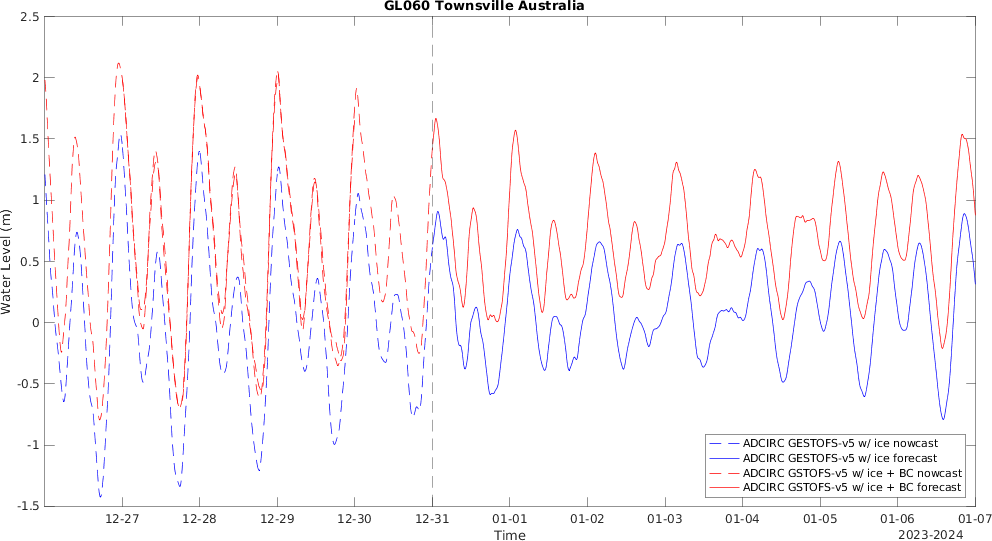 GL060 Townsville Australia
2.5
2
1.5
1
0.5
0
-0.5
-1
-1.5
Water Level (m)
ADCIRC GESTOFS-v5 w/ ice nowcast
ADCIRC GESTOFS-v5 w/ ice forecast
ADCIRC GSTOFS-v5 w/ ice + BC nowcast
ADCIRC GSTOFS-v5 w/ ice + BC forecast
12-27 12-28 12-29 12-30 12-31 01-01 01-02 01-03 01-04 01-05 01-06 01-07
Time
2023-2024